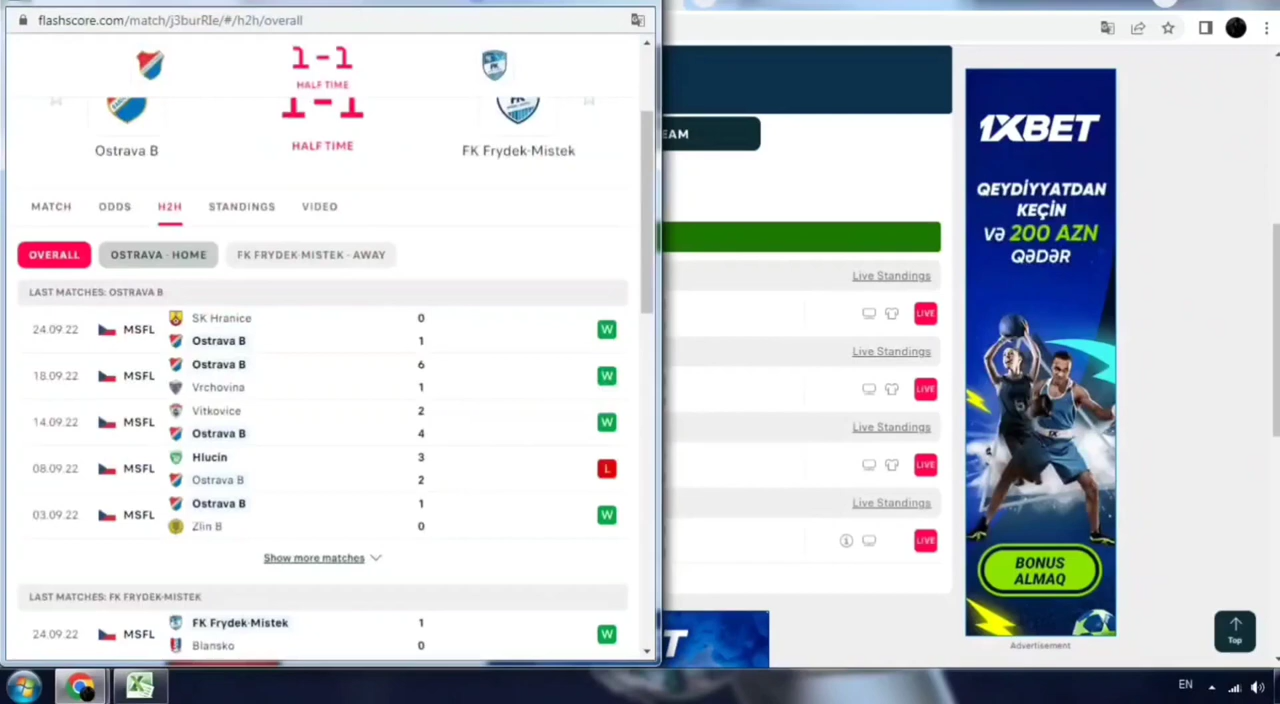 flashscore.com/match/j3burRIe/#/h2h/overall
1-1
HALF TIME
1-1
HALF TIME
Ostrava B
FK Frydek-Mistek
MATCH
ODDS
H2H
STANDINGS
VIDEO
OVERALL
OSTRAVA - HOME
FK FRYDEK-MISTEK - AWAY
LAST MATCHES: OSTRAVA B
24.09.22 MSFL SK Hranice 0
Ostrava B 1
W
18.09.22 MSFL Ostrava B 6
Vrchovina 1
W
14.09.22 MSFL Vitkovice 2
Ostrava B 4
W
08.09.22 MSFL Hlucin 3
Ostrava B 2
L
03.09.22 MSFL Ostrava B 1
Zlin B 0
W
Show more matches
LAST MATCHES: FK FRYDEK-MISTEK
24.09.22 MSFL FK Frydek-Mistek 1
Blansko 0
W
EAM
Live Standings
LIVE
Live Standings
LIVE
Live Standings
LIVE
Live Standings
LIVE
1XBET
QEYDİYYATDAN
KEÇİN
VƏ 200 AZN
QƏDƏR
BONUS
ALMAQ
Advertisement
Top
EN